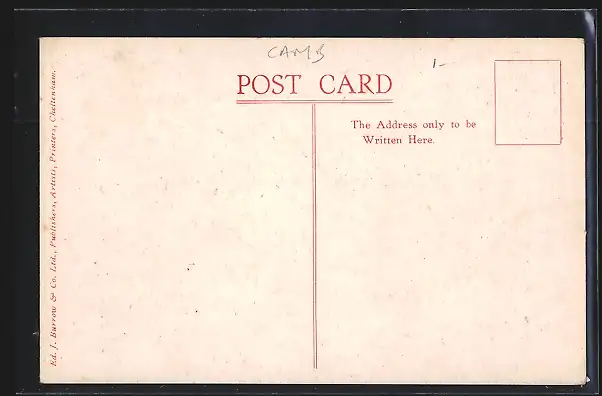 CAMB
1-
POST CARD
The Address only to be
Written Here.
Ed. J. Burrow & Co. Ltd., Publishers, Artists, Printers, Cheltenham.